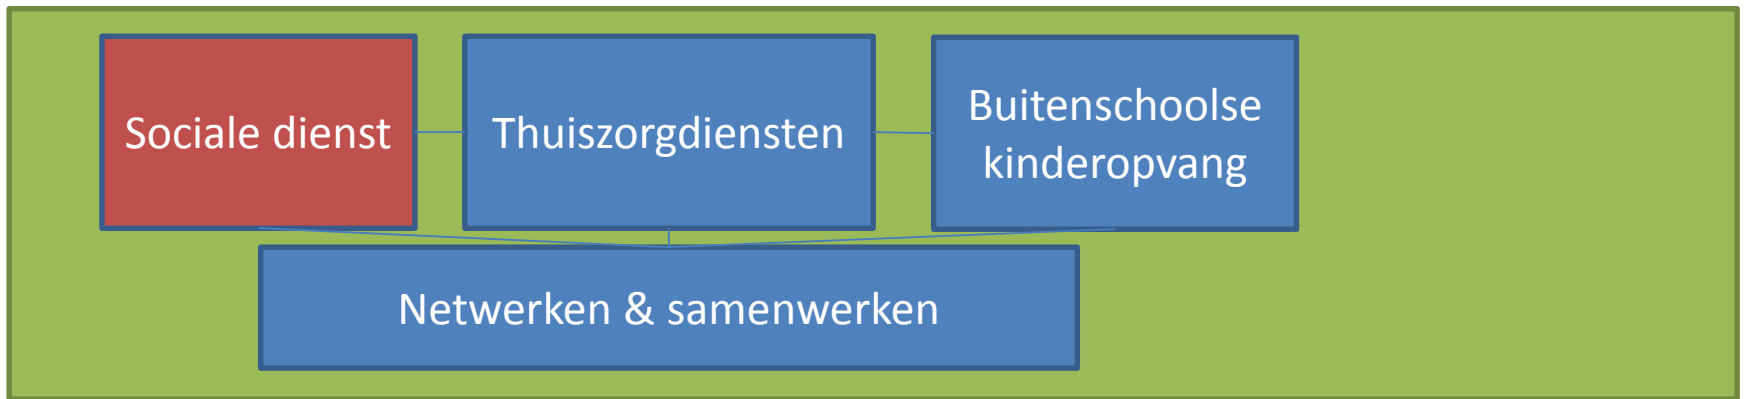 Sociale dienst
Thuiszorgdiensten
Buitenschoolse
kinderopvang
Netwerken & samenwerken